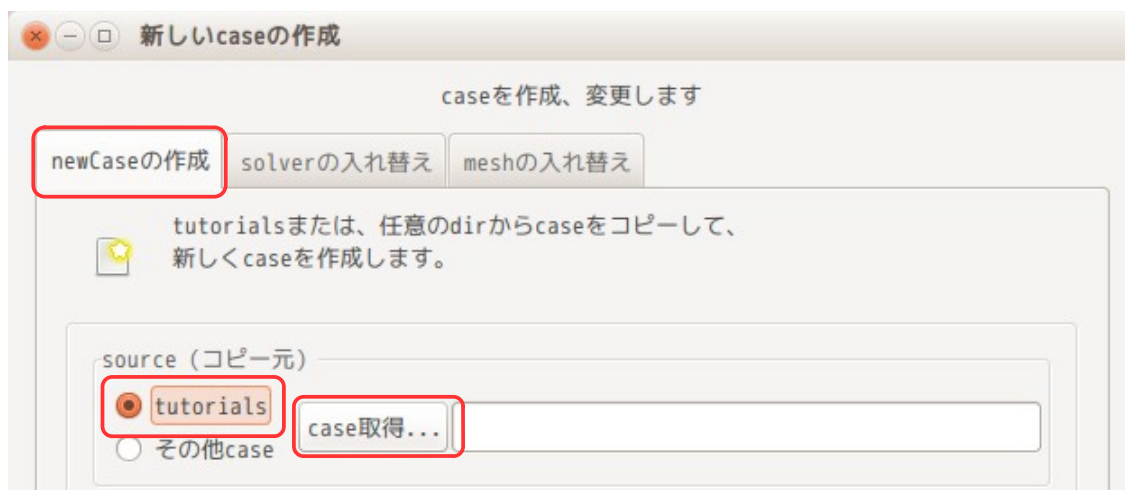 新しいcaseの作成
caseを作成、変更します
newCaseの作成 solverの入れ替え meshの入れ替え
tutorialsまたは、任意のdirからcaseをコピーして、
新しくcaseを作成します。
source (コピー元)
tutorials
case取得...
その他case